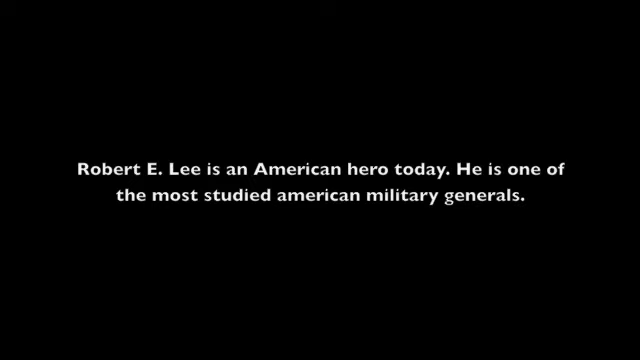 Robert E. Lee is an American hero today. He is one of
the most studied american military generals.